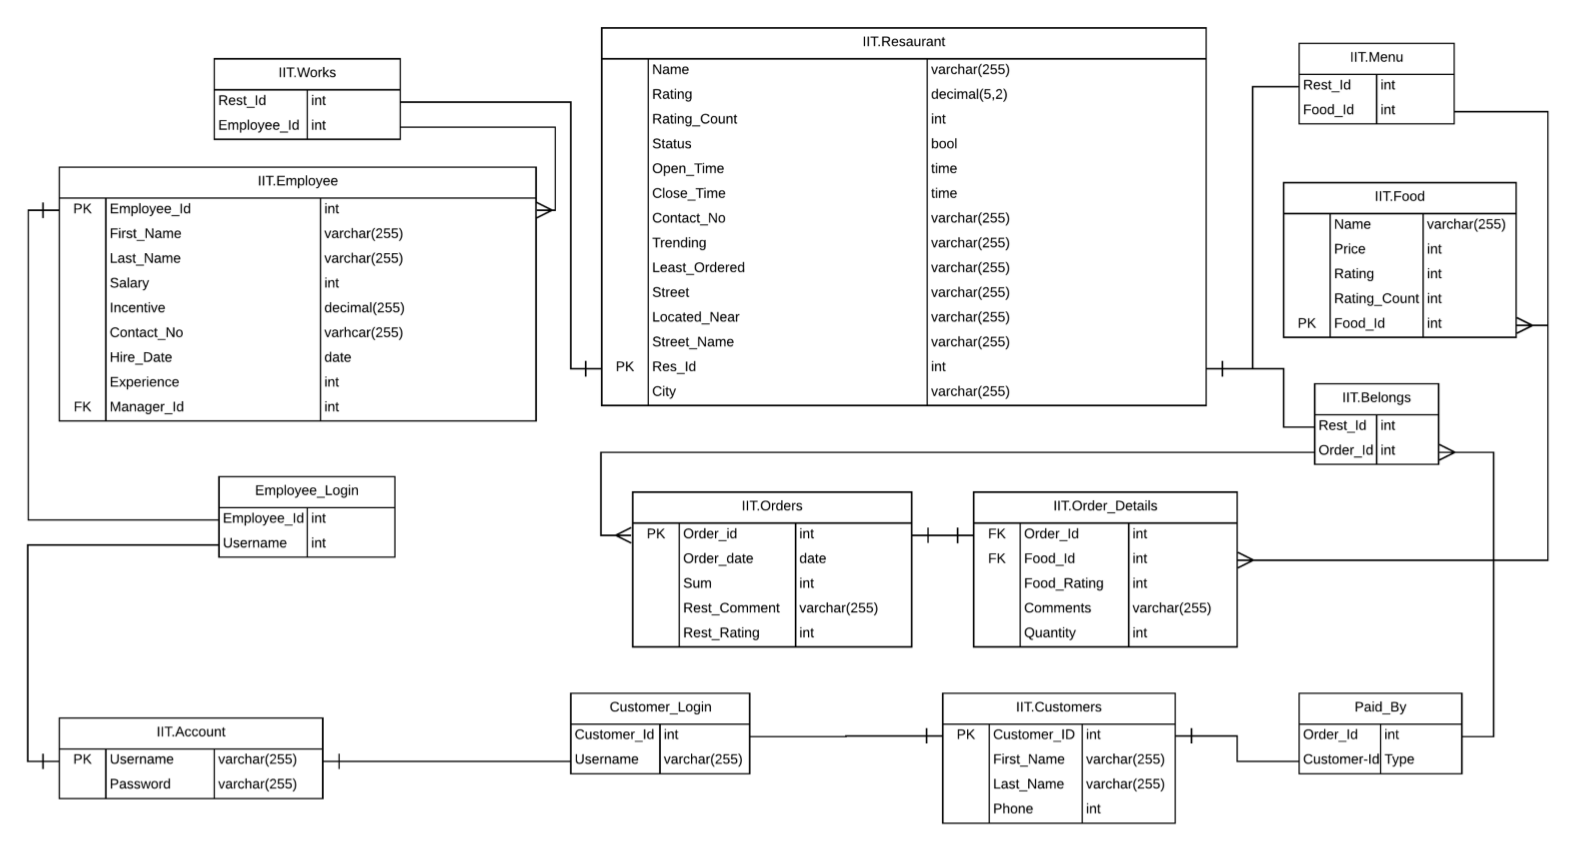 IIT.Works
Rest_Id int
Employee_Id int
IIT.Employee
PK Employee_Id int
First_Name varchar(255)
Last_Name varchar(255)
Salary int
Incentive decimal(255)
Contact_No varhcar(255)
Hire_Date date
Experience int
FK Manager_Id int
IIT.Resaurant
Name varchar(255)
Rating decimal(5,2)
Rating_Count int
Status bool
Open_Time time
Close_Time time
Contact_No varchar(255)
Trending varchar(255)
Least_Ordered varchar(255)
Street varchar(255)
Located_Near varchar(255)
Street_Name varchar(255)
PK Res_Id int
City varchar(255)
IIT.Menu
Rest_Id int
Food_Id int
IIT.Food
Name varchar(255)
Price int
Rating int
Rating_Count int
PK Food_Id int
IIT.Belongs
Rest_Id int
Order_Id int
Employee_Login
Employee_Id int
Username int
IIT.Orders
PK Order_id int
Order_date date
Sum int
Rest_Comment varchar(255)
Rest_Rating int
IIT.Order_Details
FK Order_Id int
FK Food_Id int
Food_Rating int
Comments varchar(255)
Quantity int
IIT.Account
PK Username varchar(255)
Password varchar(255)
Customer_Login
Customer_Id int
Username varchar(255)
IIT.Customers
PK Customer_ID int
First_Name varchar(255)
Last_Name varchar(255)
Phone int
Paid_By
Order_Id int
Customer-Id Type